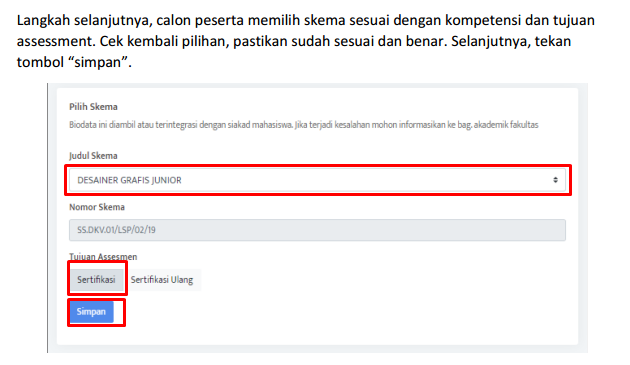 Langkah selanjutnya, calon peserta memilih skema sesuai dengan kompetensi dan tujuan
assessment. Cek kembali pilihan, pastikan sudah sesuai dan benar. Selanjutnya, tekan
tombol “simpan”.
Pilih Skema
Biodata ini diambil atau terintegrasi dengan siakad mahasiswa. Jika terjadi kesalahan mohon informasikan ke bag. akademik fakultas
Judul Skema
DESAINER GRAFIS JUNIOR
Nomor Skema
SS.DKV.01/LSP/02/19
Tujuan Assesmen
Sertifikasi Sertifikasi Ulang
Simpan